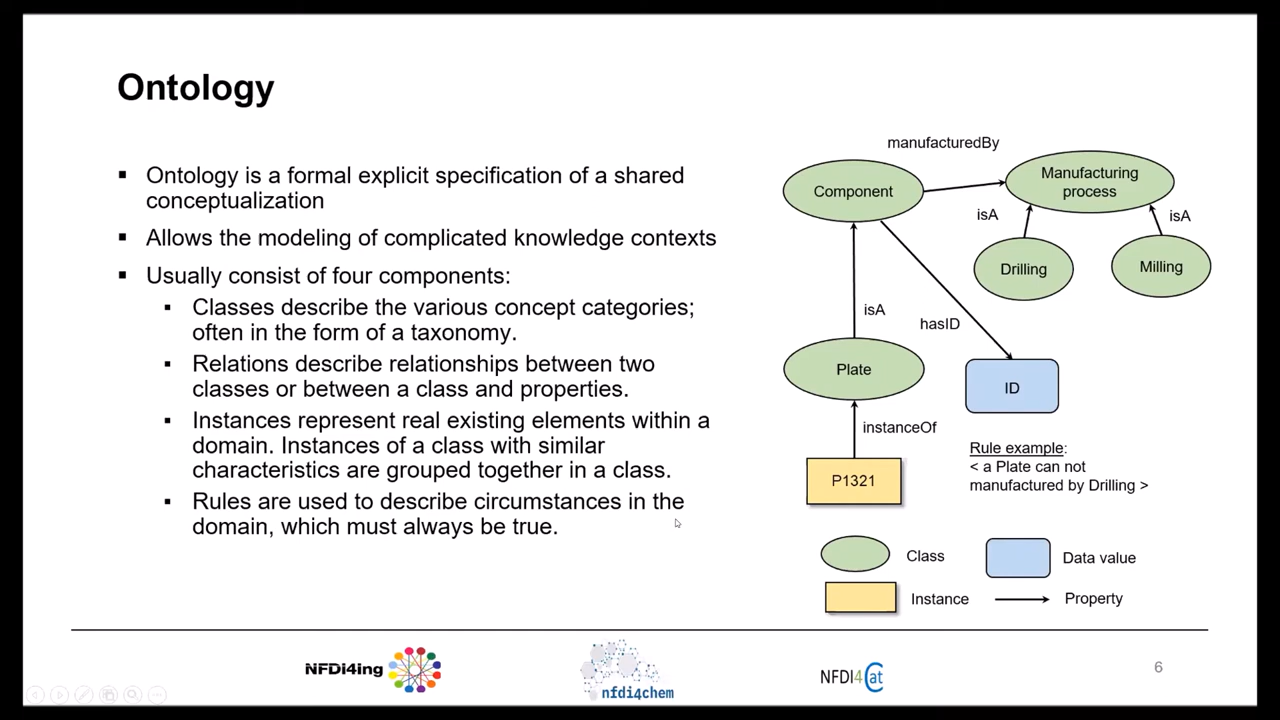 Ontology
Ontology is a formal explicit specification of a shared
conceptualization
Allows the modeling of complicated knowledge contexts
Usually consist of four components:
Classes describe the various concept categories;
often in the form of a taxonomy.
Relations describe relationships between two
classes or between a class and properties.
Instances represent real existing elements within a
domain. Instances of a class with similar
characteristics are grouped together in a class.
Rules are used to describe circumstances in the
domain, which must always be true.
manufacturedBy
Component
Manufacturing
process
isA
isA
Drilling
Milling
isA
hasID
Plate
ID
instanceOf
P1321
Rule example:
< a Plate can not
manufactured by Drilling >
Class
Data value
Instance
Property
NFDI4Ing
nfdi4chem
NFDI4Cat
6